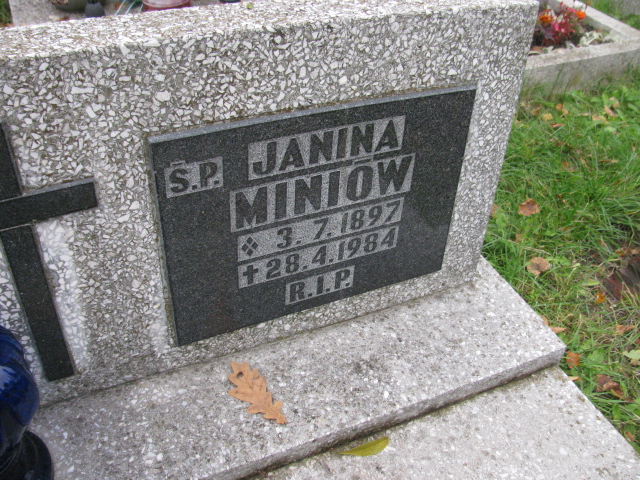 Ś.P. JANINA
MINIÓW
❖ 3.7.1897
✝ 28.4.1984
R.I.P.